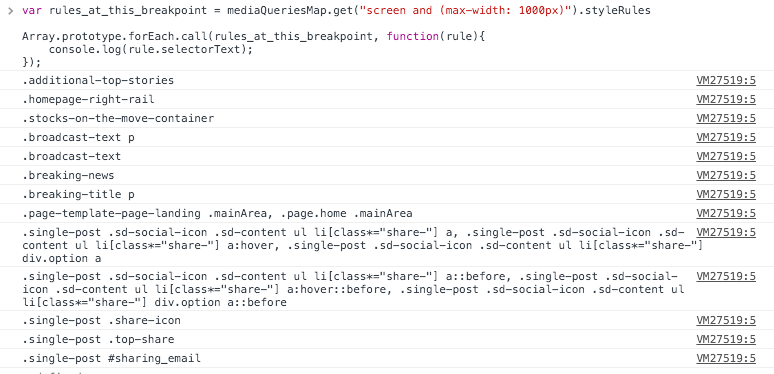 > var rules_at_this_breakpoint = mediaQueriesMap.get("screen and (max-width: 1000px)").styleRules
Array.prototype.forEach.call(rules_at_this_breakpoint, function(rule){
console.log(rule.selectorText);
});
.additional-top-stories VM27519:5
.homepage-right-rail VM27519:5
.stocks-on-the-move-container VM27519:5
.broadcast-text p VM27519:5
.broadcast-text VM27519:5
.breaking-news VM27519:5
.breaking-title p VM27519:5
.page-template-page-landing .mainArea, .page.home .mainArea VM27519:5
.single-post .sd-social-icon .sd-content ul li[class*="share-"] a, .single-post .sd-social-icon .sd- VM27519:5
content ul li[class*="share-"] a:hover, .single-post .sd-social-icon .sd-content ul li[class*="share-"]
div.option a
.single-post .sd-social-icon .sd-content ul li[class*="share-"] a::before, .single-post .sd-social- VM27519:5
icon .sd-content ul li[class*="share-"] a:hover::before, .single-post .sd-social-icon .sd-content ul
li[class*="share-"] div.option a::before
.single-post .share-icon VM27519:5
.single-post .top-share VM27519:5
.single-post #sharing_email VM27519:5